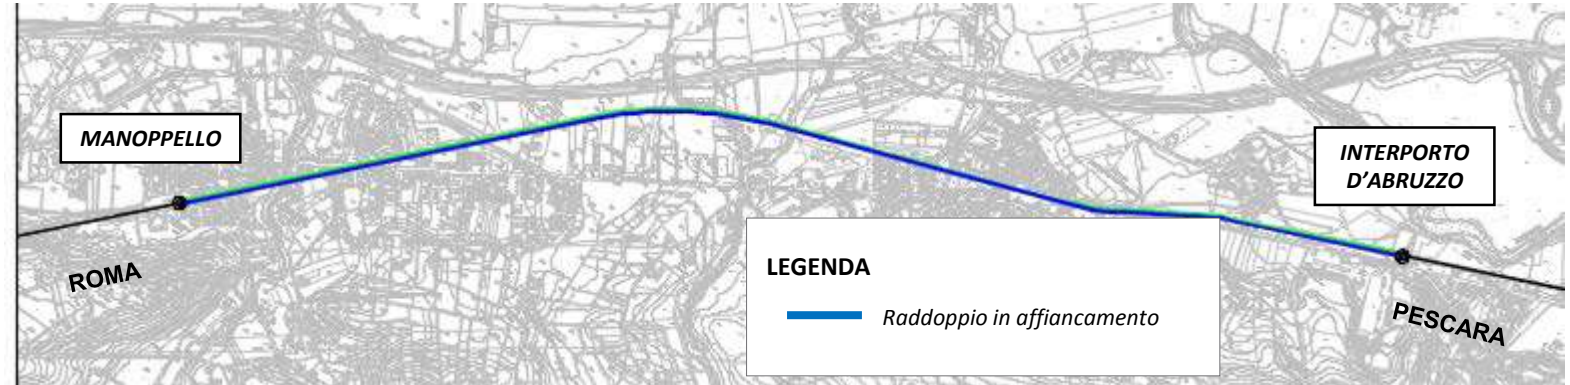 MANOPPELLO
INTERPORTO
D'ABRUZZO
ROMA
LEGENDA
Raddoppio in affiancamento
PESCARA